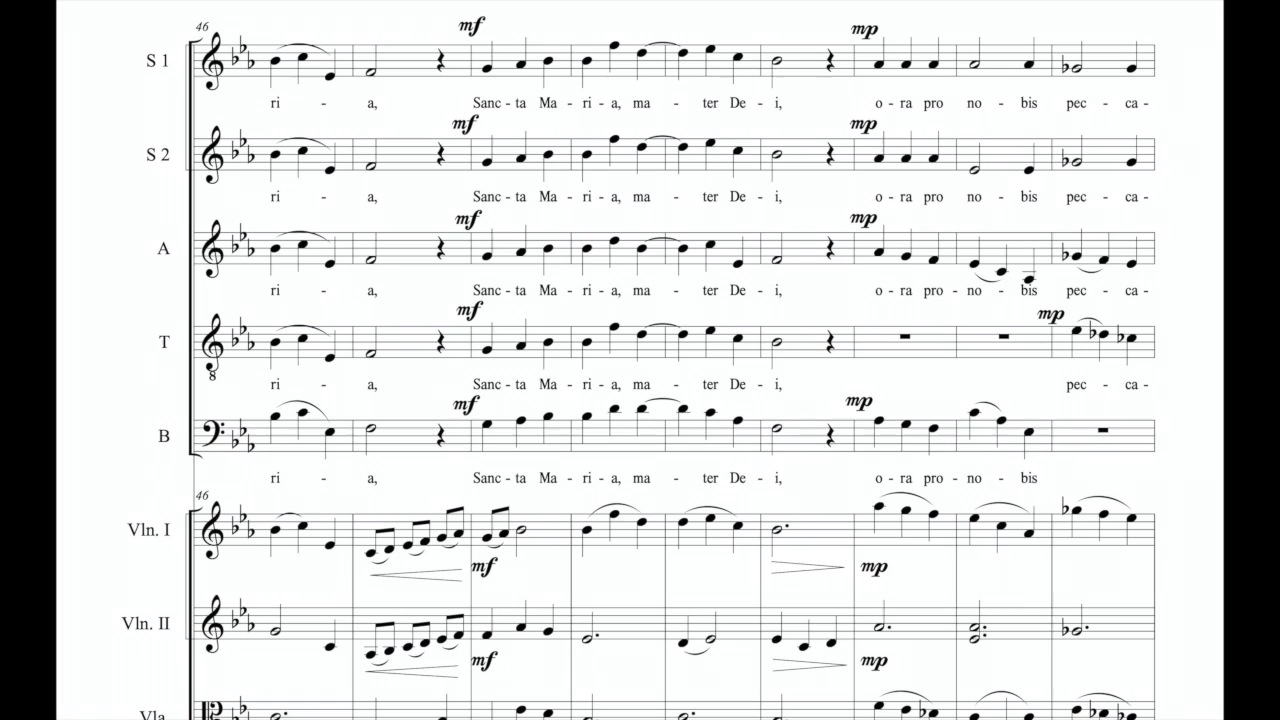 46
mf mp
S 1
ri - a, Sanc - ta Ma - ri - a, ma - ter De - i, o - ra pro no - bis pec - ca -
mf mp
S 2
ri - a, Sanc - ta Ma - ri - a, ma - ter De - i, o - ra pro no - bis pec - ca -
mf mp
A
ri - a, Sanc - ta Ma - ri - a, ma - ter De - i, o - ra pro - no - bis pec - ca -
mf mp
T
8
ri - a, Sanc - ta Ma - ri - a, ma - ter De - i, pec - ca -
mf mp
B
ri - a, Sanc - ta Ma - ri - a, ma - ter De - i, o - ra pro - no - bis
46
Vln. I
mf mp
Vln. II
mf mp
Vla.